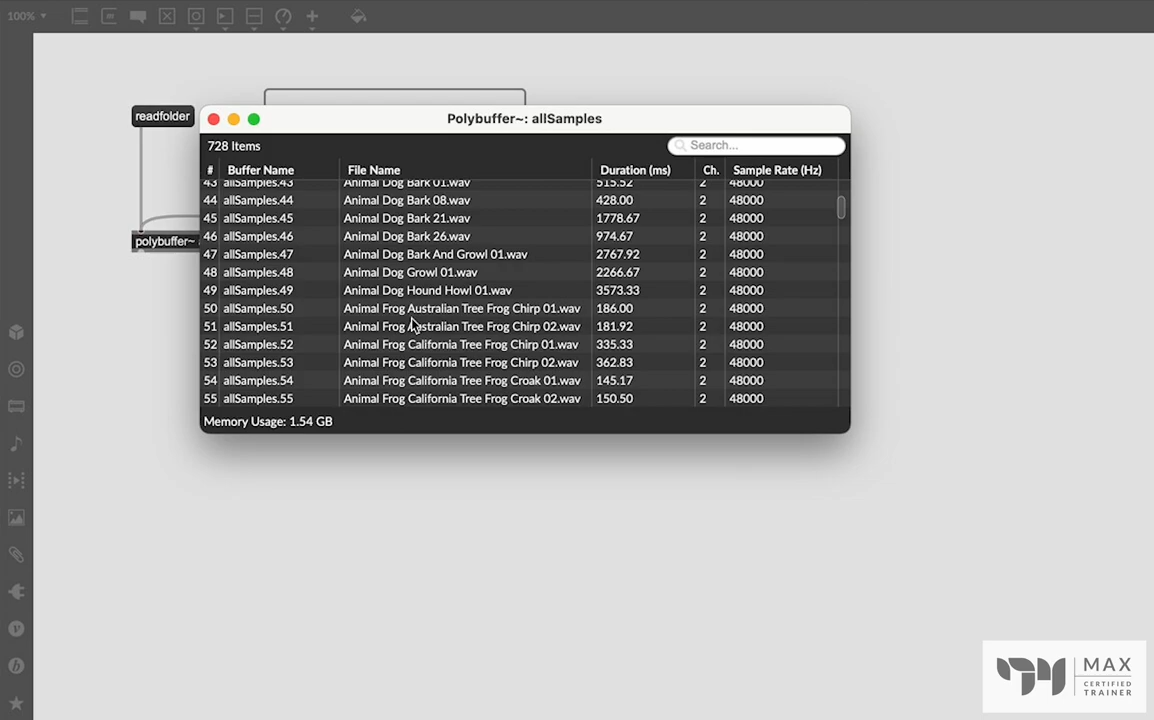 100%
readfolder
Polybuffer~: allSamples
728 Items
Search...
# Buffer Name File Name Duration (ms) Ch. Sample Rate (Hz)
43 allSamples.43 Animal Dog Bark 01.wav 515.52 2 48000
44 allSamples.44 Animal Dog Bark 08.wav 428.00 2 48000
45 allSamples.45 Animal Dog Bark 21.wav 1778.67 2 48000
46 allSamples.46 Animal Dog Bark 26.wav 974.67 2 48000
47 allSamples.47 Animal Dog Bark And Growl 01.wav 2767.92 2 48000
48 allSamples.48 Animal Dog Growl 01.wav 2266.67 2 48000
49 allSamples.49 Animal Dog Hound Howl 01.wav 3573.33 2 48000
50 allSamples.50 Animal Frog Australian Tree Frog Chirp 01.wav 186.00 2 48000
51 allSamples.51 Animal Frog Australian Tree Frog Chirp 02.wav 181.92 2 48000
52 allSamples.52 Animal Frog California Tree Frog Chirp 01.wav 335.33 2 48000
53 allSamples.53 Animal Frog California Tree Frog Chirp 02.wav 362.83 2 48000
54 allSamples.54 Animal Frog California Tree Frog Croak 01.wav 145.17 2 48000
55 allSamples.55 Animal Frog California Tree Frog Croak 02.wav 150.50 2 48000
polybuffer~
Memory Usage: 1.54 GB
MAX
CERTIFIED
TRAINER